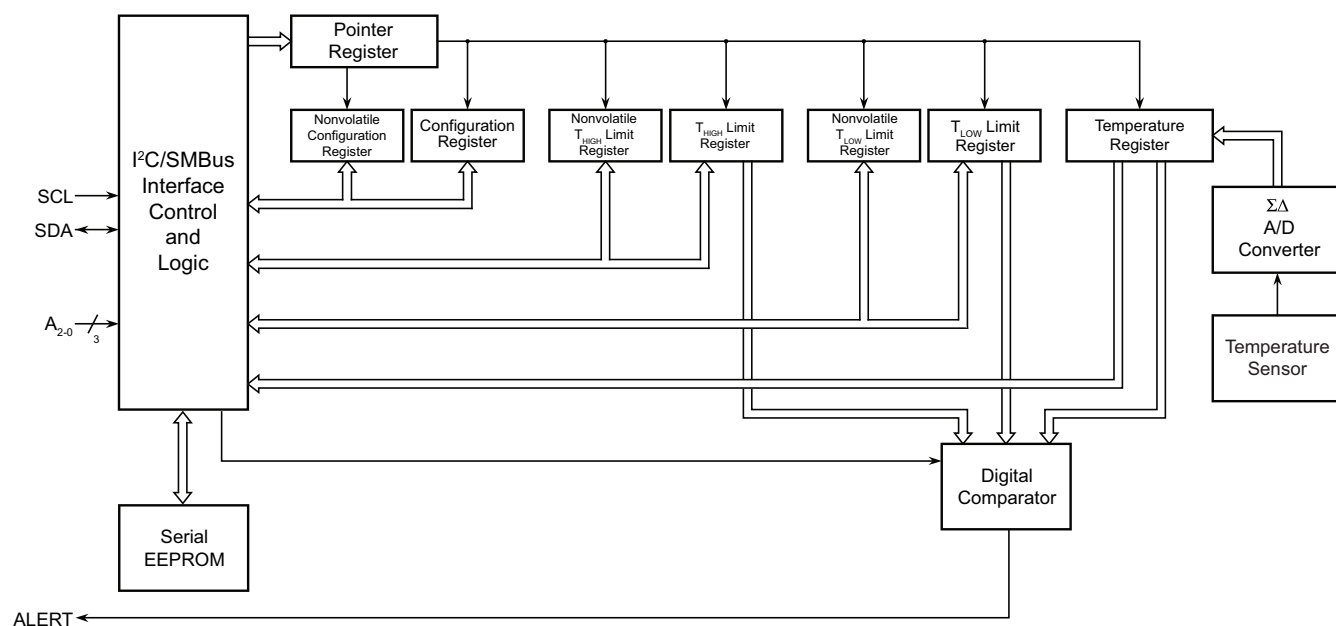 Pointer
Register
Nonvolatile
Configuration
Register
Configuration
Register
Nonvolatile
THIGH Limit
Register
THIGH Limit
Register
Nonvolatile
TLOW Limit
Register
TLOW Limit
Register
Temperature
Register
I²C/SMBus
Interface
Control
and
Logic
SCL
SDA
A2-0
3
ΣΔ
A/D
Converter
Temperature
Sensor
Digital
Comparator
Serial
EEPROM
ALERT